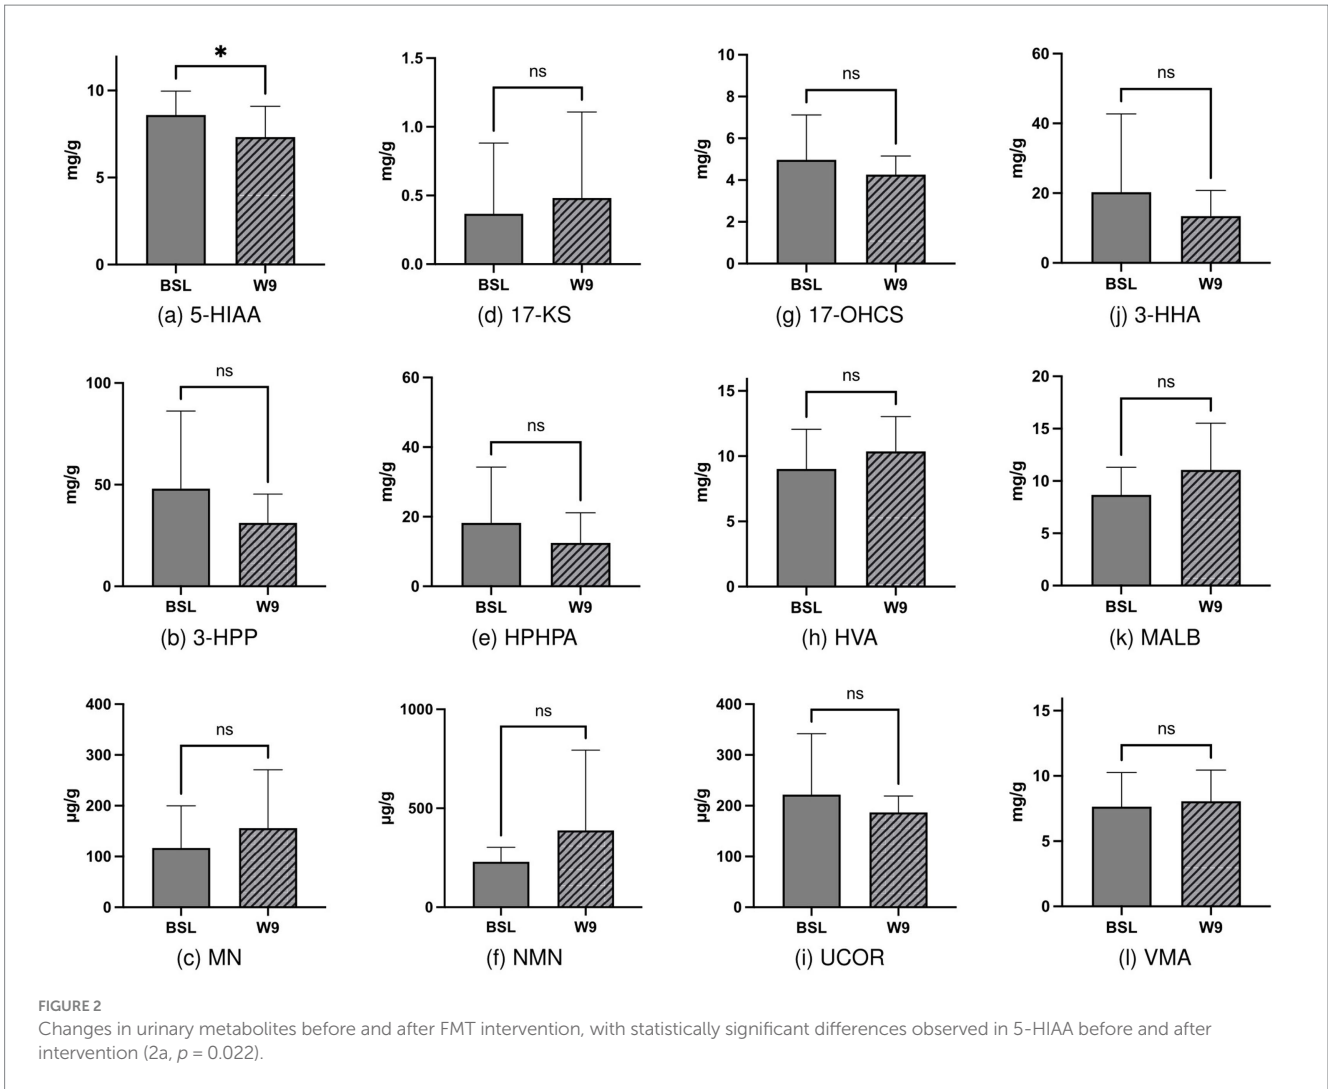 *
10
5
0
mg/g
BSL W9
(a) 5-HIAA
ns
1.5
1.0
0.5
0.0
mg/g
BSL W9
(d) 17-KS
ns
10
8
6
4
2
0
mg/g
BSL W9
(g) 17-OHCS
ns
60
40
20
0
mg/g
BSL W9
(j) 3-HHA
ns
100
50
0
mg/g
BSL W9
(b) 3-HPP
ns
60
40
20
0
mg/g
BSL W9
(e) HPHPA
ns
15
10
5
0
mg/g
BSL W9
(h) HVA
ns
20
15
10
5
0
mg/g
BSL W9
(k) MALB
ns
400
300
200
100
0
µg/g
BSL W9
(c) MN
ns
1000
500
0
µg/g
BSL W9
(f) NMN
ns
400
300
200
100
0
µg/g
BSL W9
(i) UCOR
ns
15
10
5
0
mg/g
BSL W9
(l) VMA
FIGURE 2
Changes in urinary metabolites before and after FMT intervention, with statistically significant differences observed in 5-HIAA before and after
intervention (2a, p = 0.022).